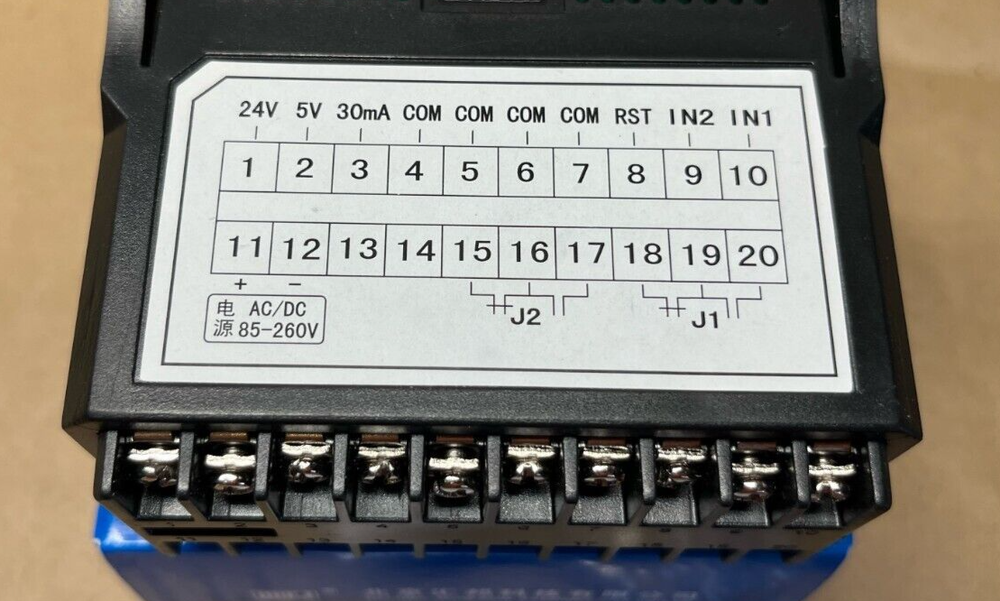 24V 5V 30mA COM COM COM COM RST IN2 IN1
1 2 3 4 5 6 7 8 9 10
11 12 13 14 15 16 17 18 19 20
+ −
电源 AC/DC
85-260V
J2 J1